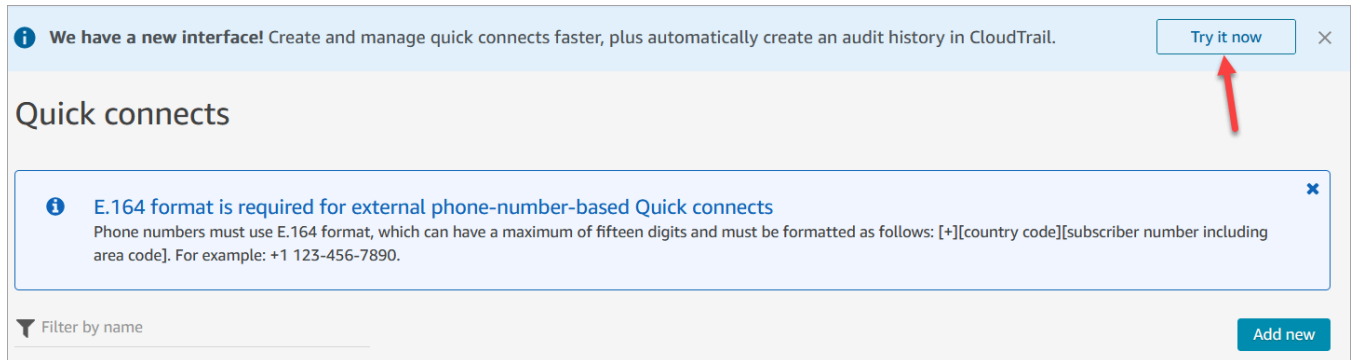 We have a new interface! Create and manage quick connects faster, plus automatically create an audit history in CloudTrail.
Try it now
Quick connects
E.164 format is required for external phone-number-based Quick connects
Phone numbers must use E.164 format, which can have a maximum of fifteen digits and must be formatted as follows: [+][country code][subscriber number including
area code]. For example: +1 123-456-7890.
Filter by name
Add new